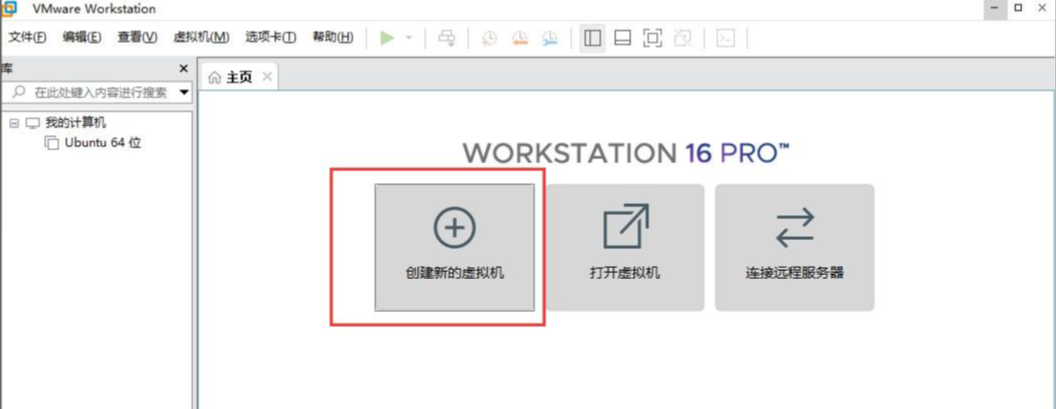 VMware Workstation
文件(F) 编辑(E) 查看(V) 虚拟机(M) 选项卡(T) 帮助(H)
库
主页
在此处键入内容进行搜索
我的计算机
Ubuntu 64 位
WORKSTATION 16 PRO™
创建新的虚拟机 打开虚拟机 连接远程服务器